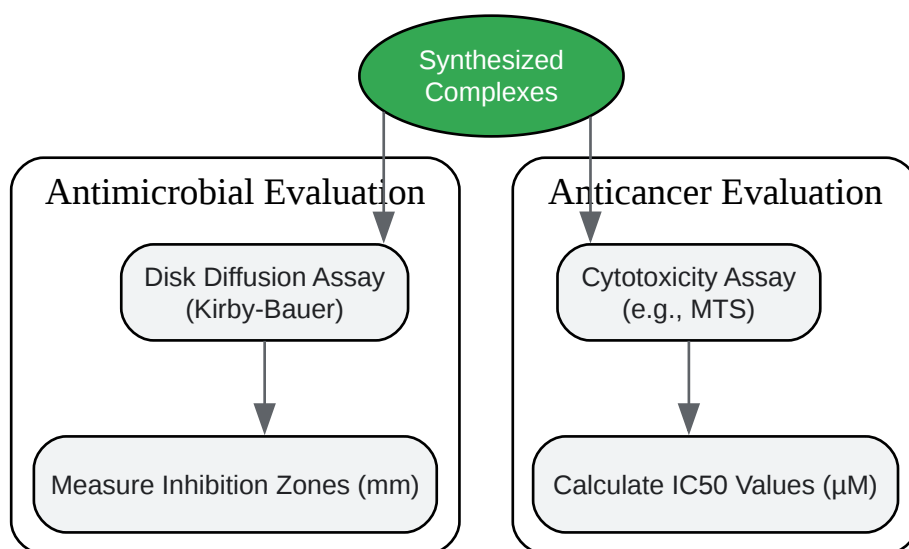 Synthesized
Complexes
Antimicrobial Evaluation
Disk Diffusion Assay
(Kirby-Bauer)
Measure Inhibition Zones (mm)
Anticancer Evaluation
Cytotoxicity Assay
(e.g., MTS)
Calculate IC50 Values (µM)